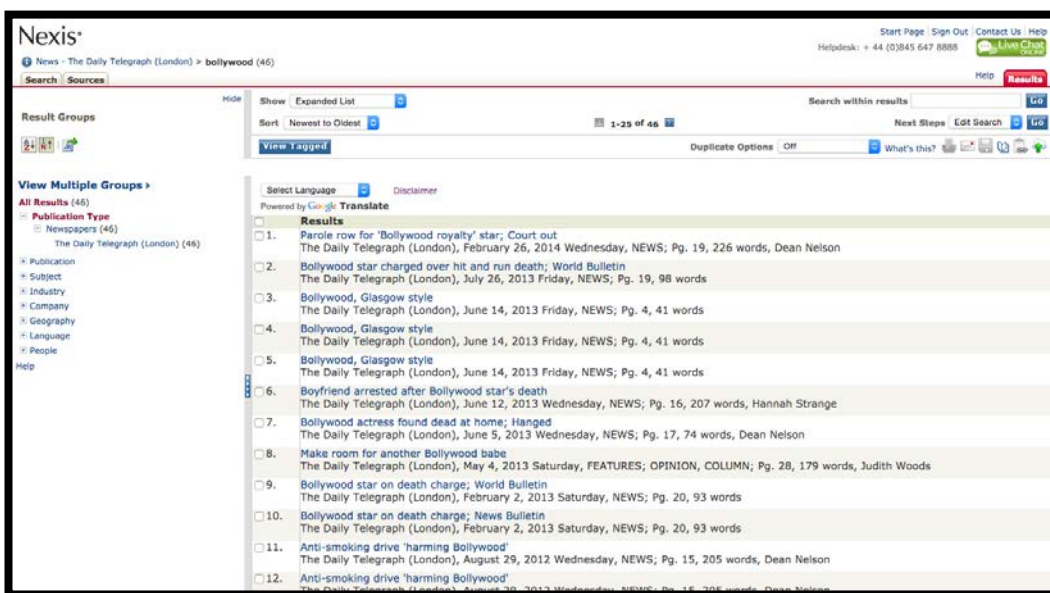 Nexis®
Start Page | Sign Out | Contact Us | Help
Helpdesk: + 44 (0)845 647 8888
Live Chat
ONLINE
News - The Daily Telegraph (London) > bollywood (46)
Search Sources
Help Results
Hide
Result Groups
Show Expanded List
Search within results Go
Sort Newest to Oldest
1-25 of 46
Next Steps Edit Search Go
View Tagged
Duplicate Options Off What's this?
View Multiple Groups ›
All Results (46)
Publication Type
Newspapers (46)
The Daily Telegraph (London) (46)
Publication
Subject
Industry
Company
Geography
Language
People
Help
Select Language Disclaimer
Powered by Google Translate
Results
1. Parole row for 'Bollywood royalty' star; Court out
The Daily Telegraph (London), February 26, 2014 Wednesday, NEWS; Pg. 19, 226 words, Dean Nelson
2. Bollywood star charged over hit and run death; World Bulletin
The Daily Telegraph (London), July 26, 2013 Friday, NEWS; Pg. 19, 98 words
3. Bollywood, Glasgow style
The Daily Telegraph (London), June 14, 2013 Friday, NEWS; Pg. 4, 41 words
4. Bollywood, Glasgow style
The Daily Telegraph (London), June 14, 2013 Friday, NEWS; Pg. 4, 41 words
5. Bollywood, Glasgow style
The Daily Telegraph (London), June 14, 2013 Friday, NEWS; Pg. 4, 41 words
6. Boyfriend arrested after Bollywood star's death
The Daily Telegraph (London), June 12, 2013 Wednesday, NEWS; Pg. 16, 207 words, Hannah Strange
7. Bollywood actress found dead at home; Hanged
The Daily Telegraph (London), June 5, 2013 Wednesday, NEWS; Pg. 17, 74 words, Dean Nelson
8. Make room for another Bollywood babe
The Daily Telegraph (London), May 4, 2013 Saturday, FEATURES; OPINION, COLUMN; Pg. 28, 179 words, Judith Woods
9. Bollywood star on death charge; World Bulletin
The Daily Telegraph (London), February 2, 2013 Saturday, NEWS; Pg. 20, 93 words
10. Bollywood star on death charge; News Bulletin
The Daily Telegraph (London), February 2, 2013 Saturday, NEWS; Pg. 20, 93 words
11. Anti-smoking drive 'harming Bollywood'
The Daily Telegraph (London), August 29, 2012 Wednesday, NEWS; Pg. 15, 205 words, Dean Nelson
12. Anti-smoking drive 'harming Bollywood'
The Daily Telegraph (London), August 29, 2012 Wednesday, NEWS; Pg. 15, 205 words, Dean Nelson